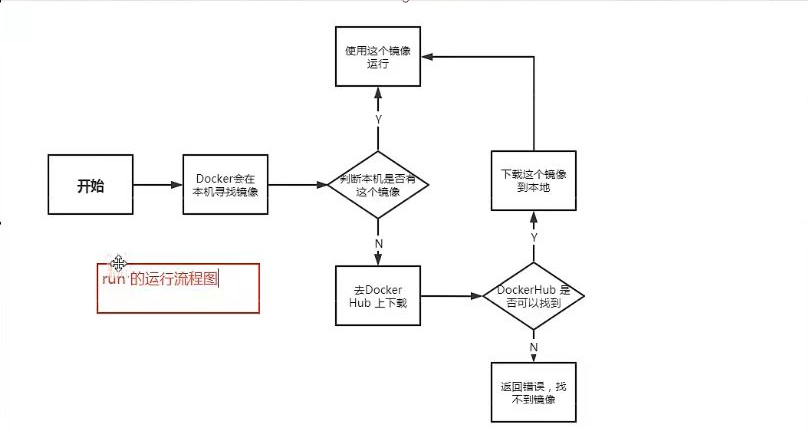 使用这个镜像
运行
Y
开始
Docker会在
本机寻找镜像
判断本机是否有
这个镜像
下载这个镜像
到本地
N
Y
run 的运行流程图
去Docker
Hub 上下载
DockerHub 是
否可以找到
N
返回错误，找
不到镜像